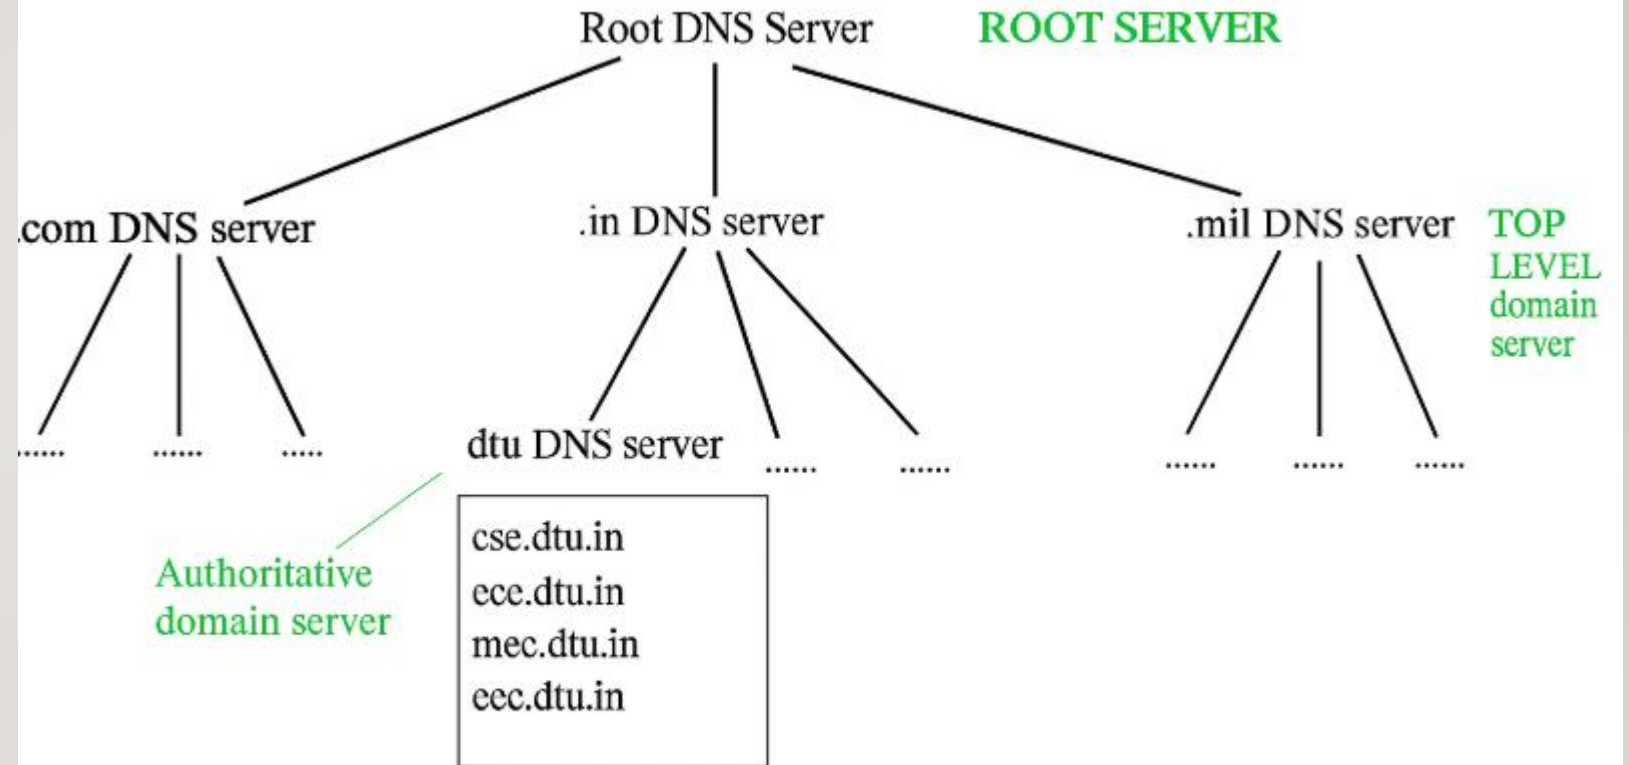 Root DNS Server
ROOT SERVER
.com DNS server
.in DNS server
.mil DNS server
TOP
LEVEL
domain
server
......
......
.....
dtu DNS server
......
......
......
......
......
Authoritative
domain server
cse.dtu.in
ece.dtu.in
mec.dtu.in
eec.dtu.in